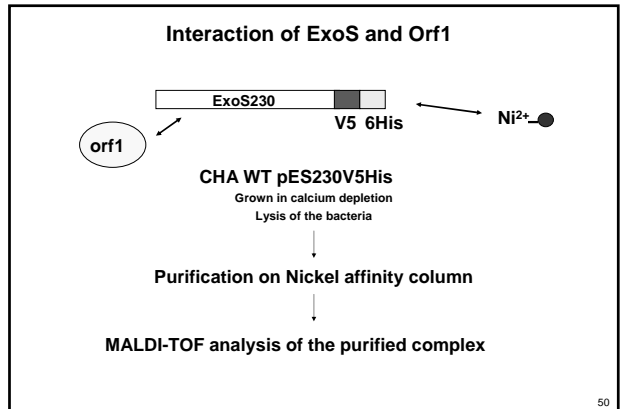 Interaction of ExoS and Orf1
ExoS230
V5 6His
Ni2+
orf1
CHA WT pES230V5His
Grown in calcium depletion
Lysis of the bacteria
Purification on Nickel affinity column
MALDI-TOF analysis of the purified complex
50